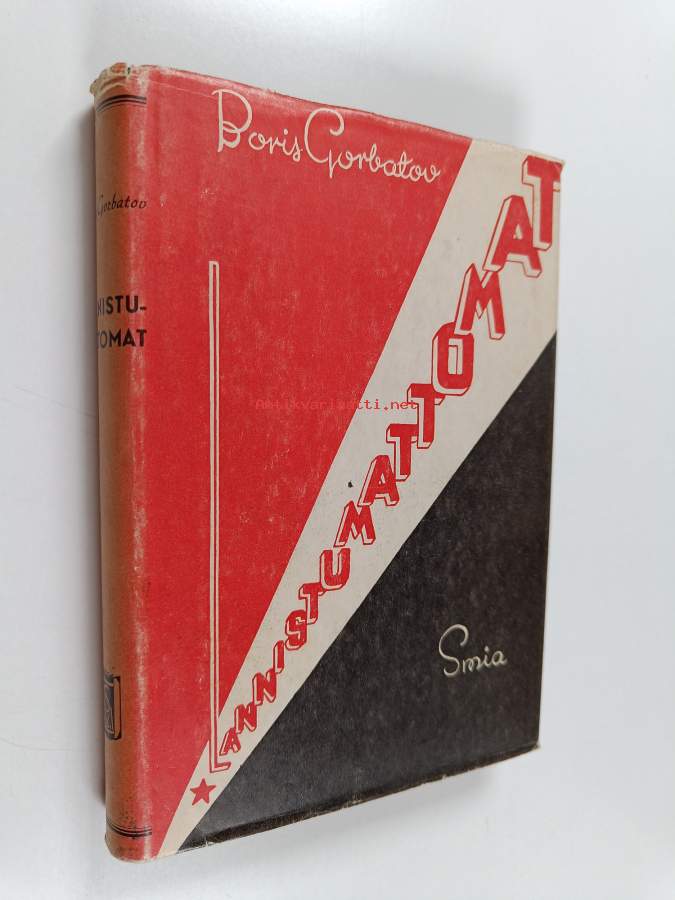 Boris Gorbatov
LANNISTUMATTOMAT
Smia
Gorbatov
NISTU-
TOMAT
Antikvariaatti.net